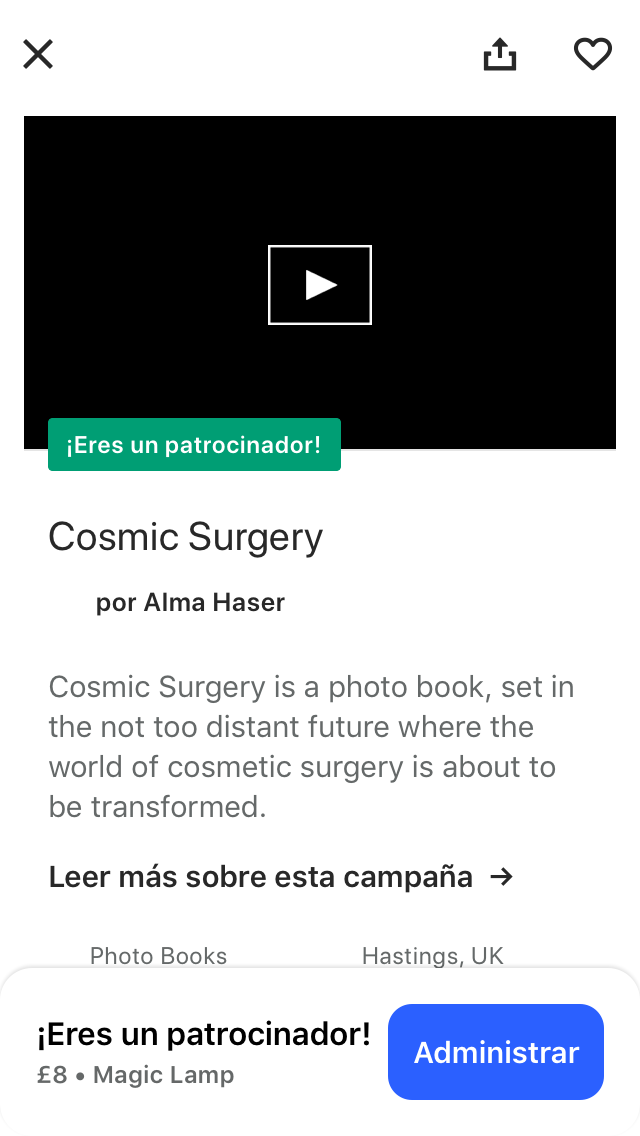 ¡Eres un patrocinador!
Cosmic Surgery
por Alma Haser
Cosmic Surgery is a photo book, set in
the not too distant future where the
world of cosmetic surgery is about to
be transformed.
Leer más sobre esta campaña →
Photo Books
Hastings, UK
¡Eres un patrocinador!
£8 • Magic Lamp
Administrar